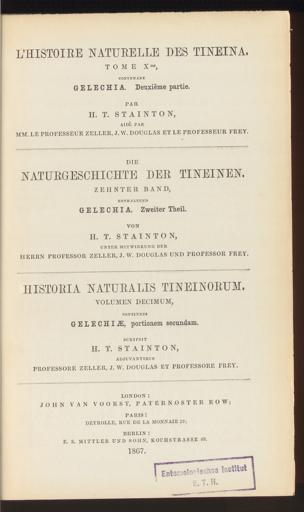 L'HISTOIRE NATURELLE DES TINEINA.
TOME Xme,
CONTENANT
GELECHIA. Deuxième partie.
PAR
H. T. STAINTON,
AIDÉ PAR
MM. LE PROFESSEUR ZELLER, J. W. DOUGLAS ET LE PROFESSEUR FREY.
DIE
NATURGESCHICHTE DER TINEINEN.
ZEHNTER BAND,
ENTHALTEND
GELECHIA. Zweiter Theil.
VON
H. T. STAINTON,
UNTER MITWIRKUNG DER
HERRN PROFESSOR ZELLER, J. W. DOUGLAS UND PROFESSOR FREY.
HISTORIA NATURALIS TINEINORUM.
VOLUMEN DECIMUM,
CONTINENS
GELECHIÆ, portionem secundam.
SCRIPSIT
H. T. STAINTON,
ADJUVANTIBUS
PROFESSORE ZELLER, J. W. DOUGLAS ET PROFESSORE FREY.
LONDON:
JOHN VAN VOORST, PATERNOSTER ROW;
PARIS:
DEYROLLE, RUE DE LA MONNAIE 19;
BERLIN:
E. S. MITTLER UND SOHN, KOCHSTRASSE 69.
1867.
Entomologisches Institut
E. T. H.